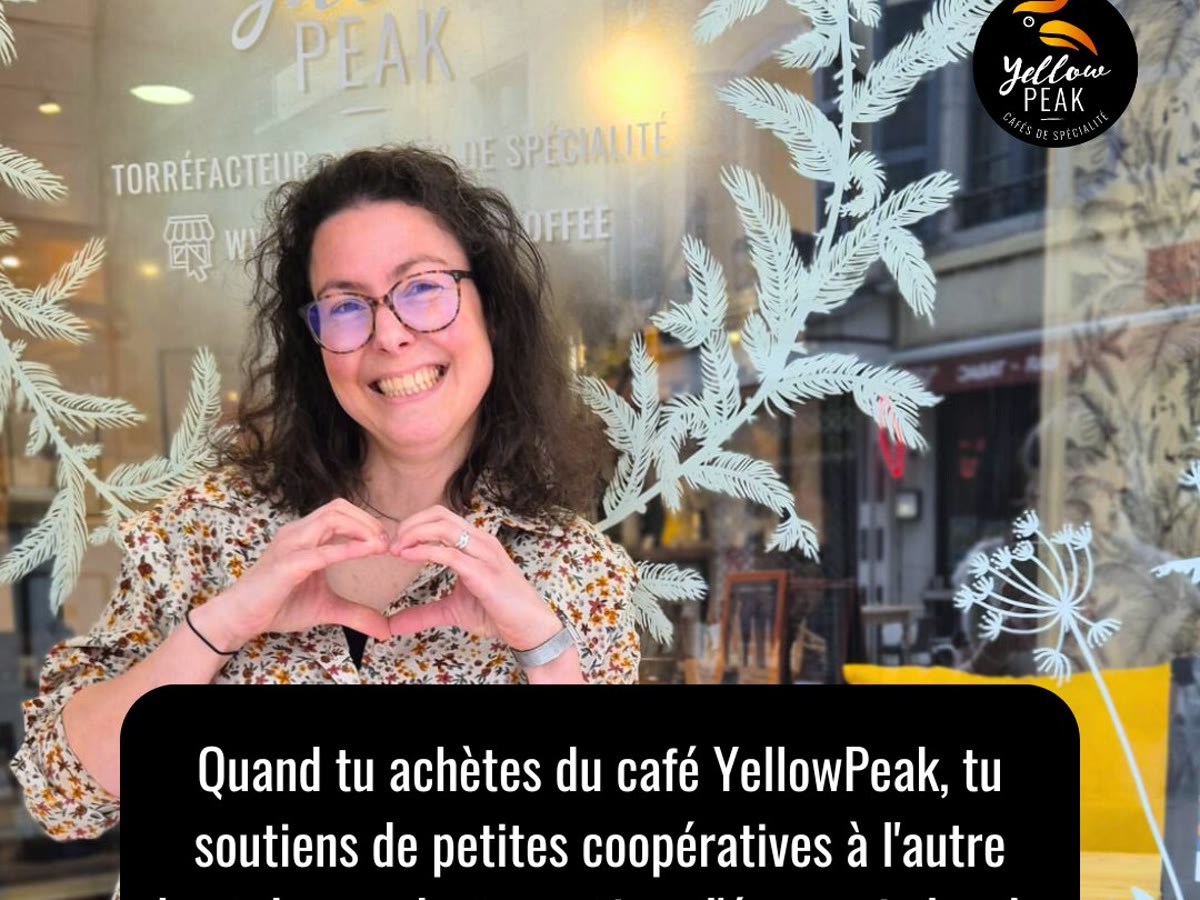 PEAK
TORRÉFACTEUR DE SPÉCIALITÉ
COFFEE
Yellow
PEAK
CAFÉS DE SPÉCIALITÉ
Quand tu achètes du café YellowPeak, tu
soutiens de petites coopératives à l'autre